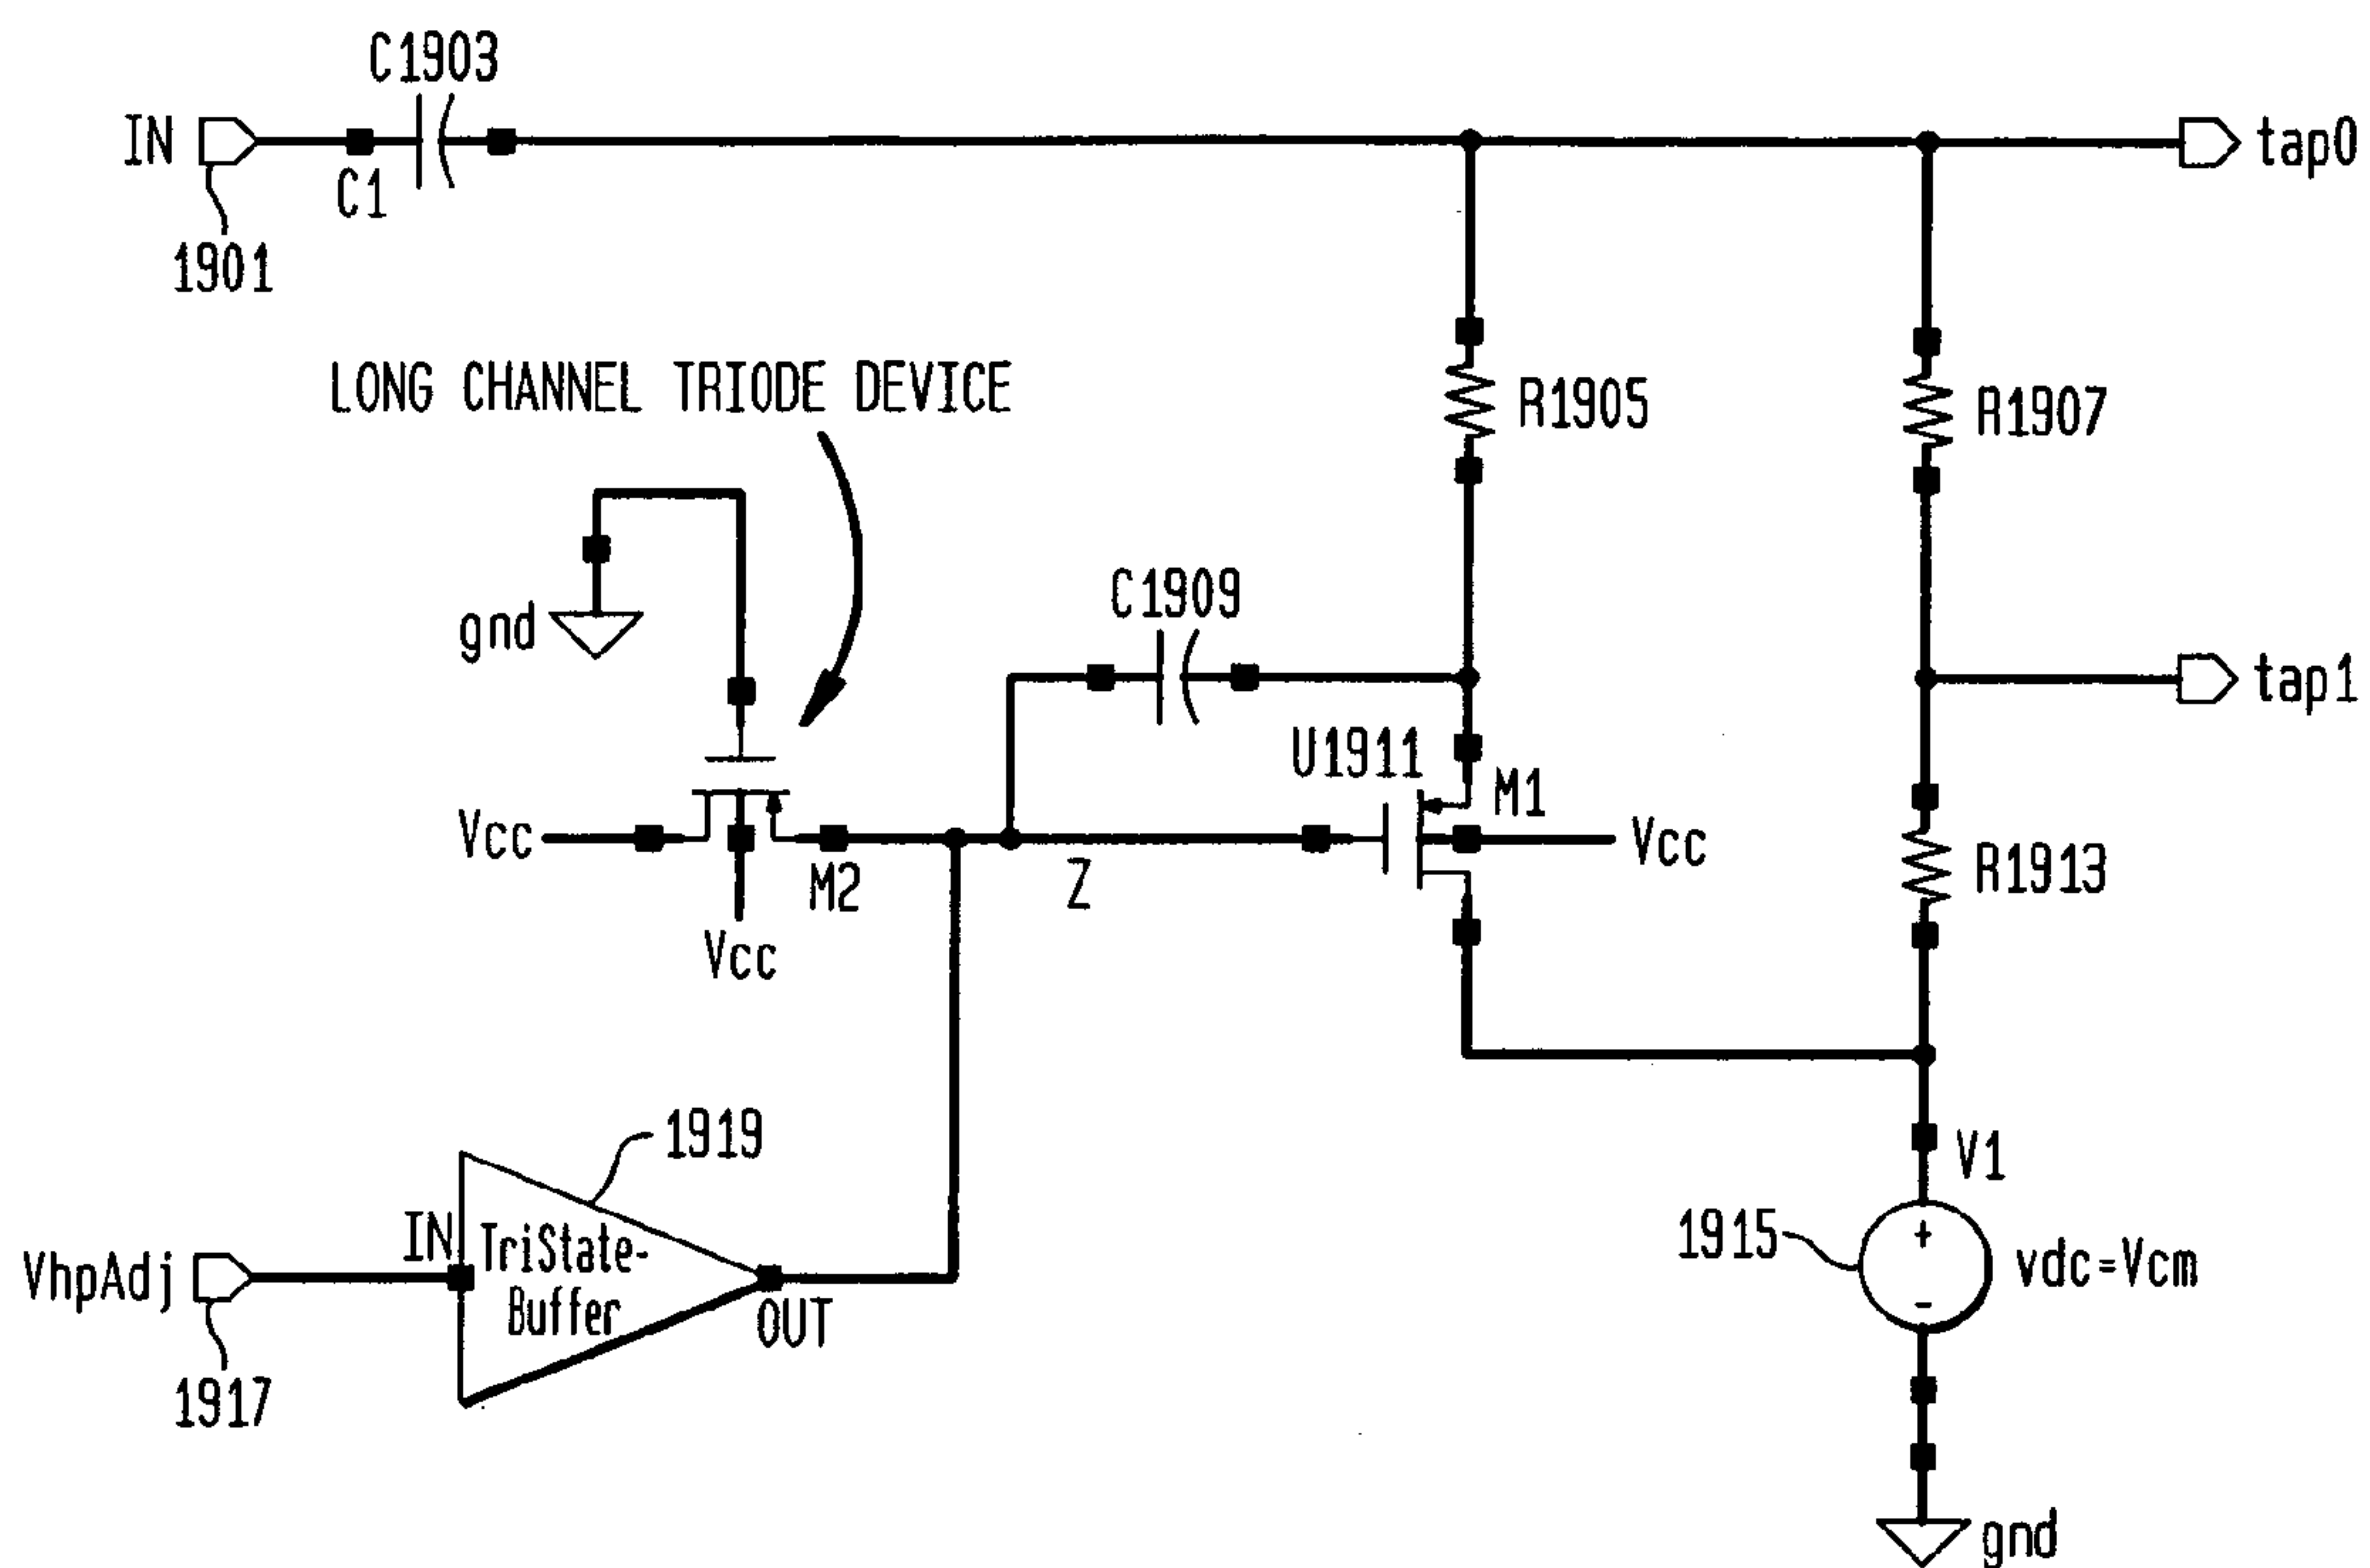 C1903
IN
tap0
C1
1901
LONG CHANNEL TRIODE DEVICE
R1905
R1907
gnd
C1909
tap1
U1911
M1
Vcc
Vcc
M2
Z
R1913
Vcc
1919
V1
1915
IN
TriState-
Buffer
VhpAdj
+
vdc=Vcm
-
OUT
1917
gnd